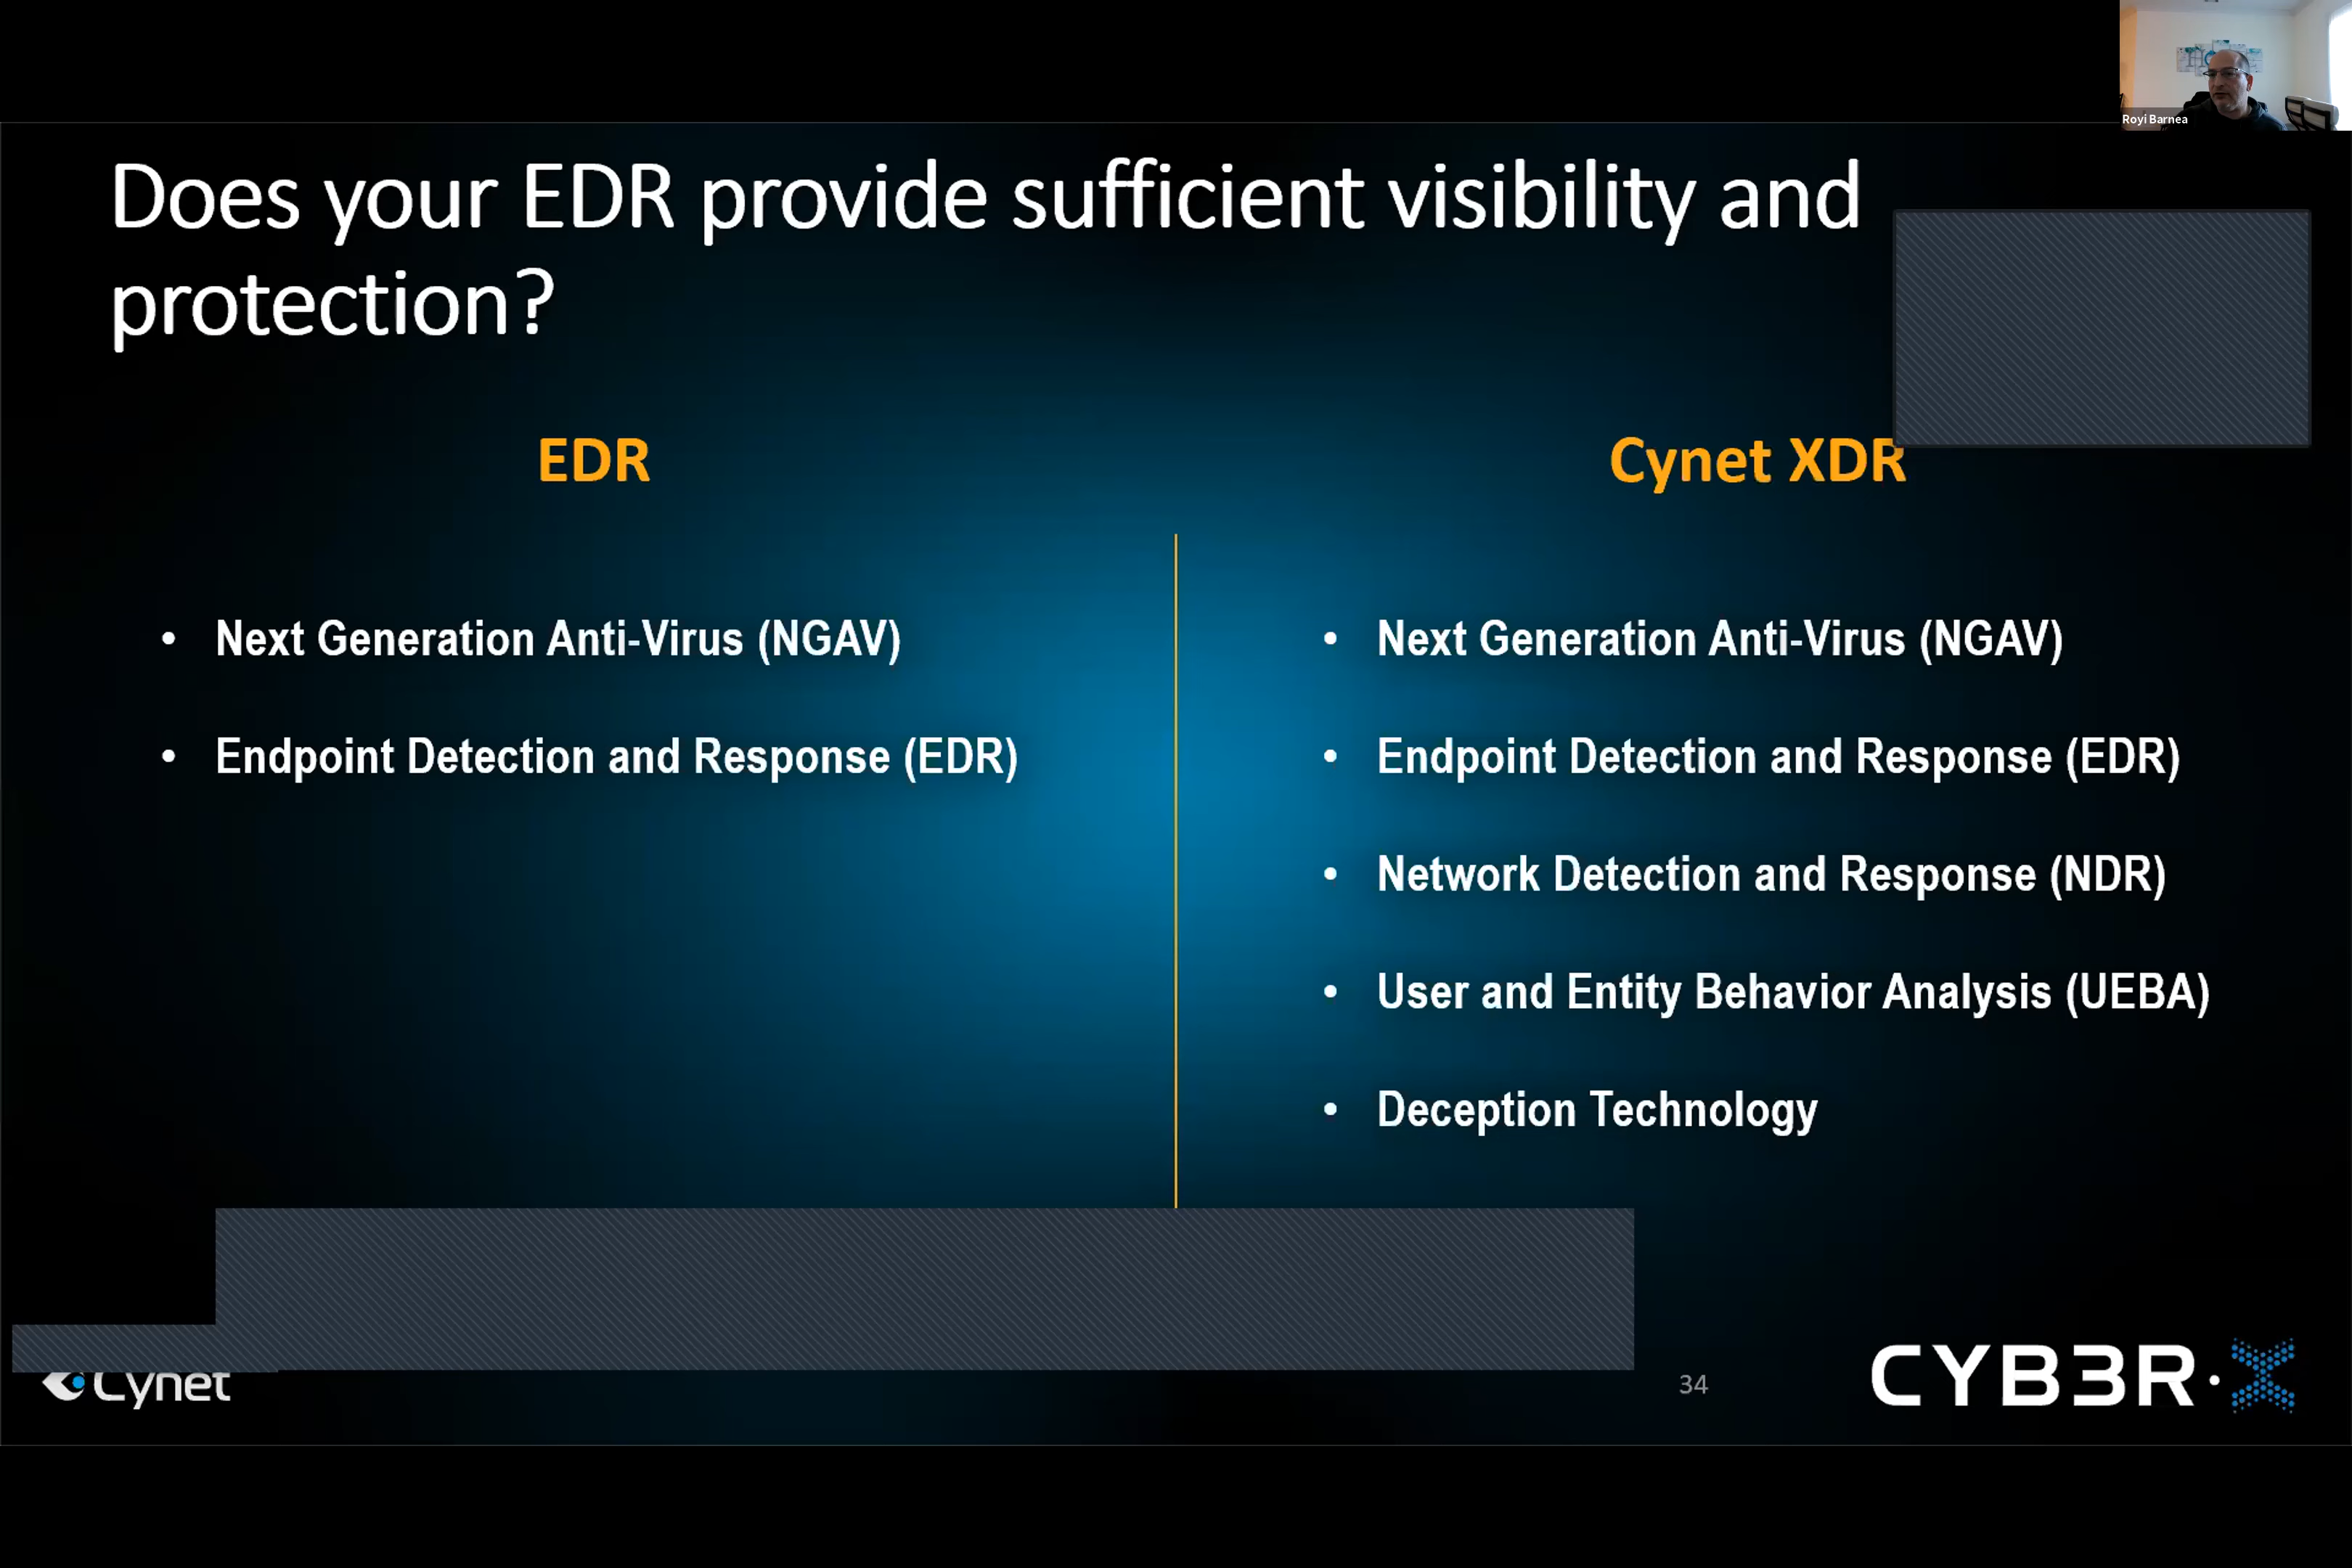 Royi Barnea
Does your EDR provide sufficient visibility and
protection?
EDR
• Next Generation Anti-Virus (NGAV)
• Endpoint Detection and Response (EDR)
Cynet XDR
• Next Generation Anti-Virus (NGAV)
• Endpoint Detection and Response (EDR)
• Network Detection and Response (NDR)
• User and Entity Behavior Analysis (UEBA)
• Deception Technology
Cynet
34
CYB3R·X